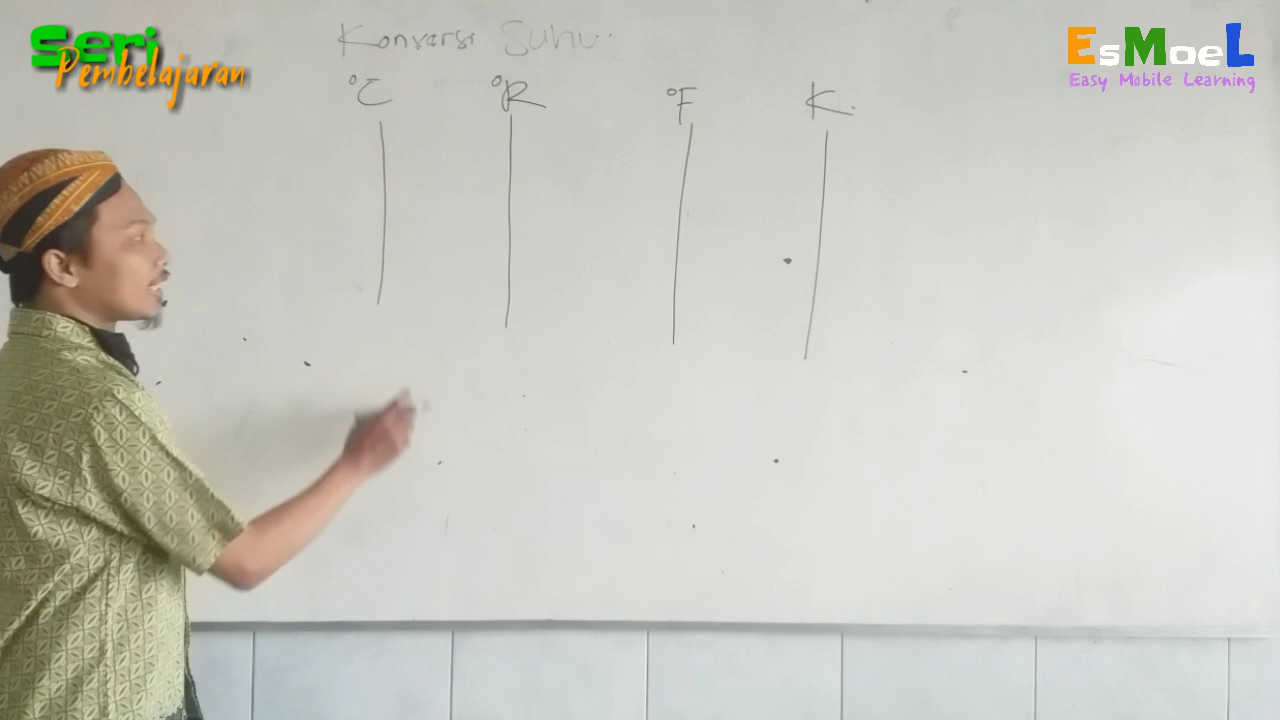 Seri
Pembelajaran
EsMoeL
Easy Mobile Learning
Konversi Suhu.
°C °R °F K.